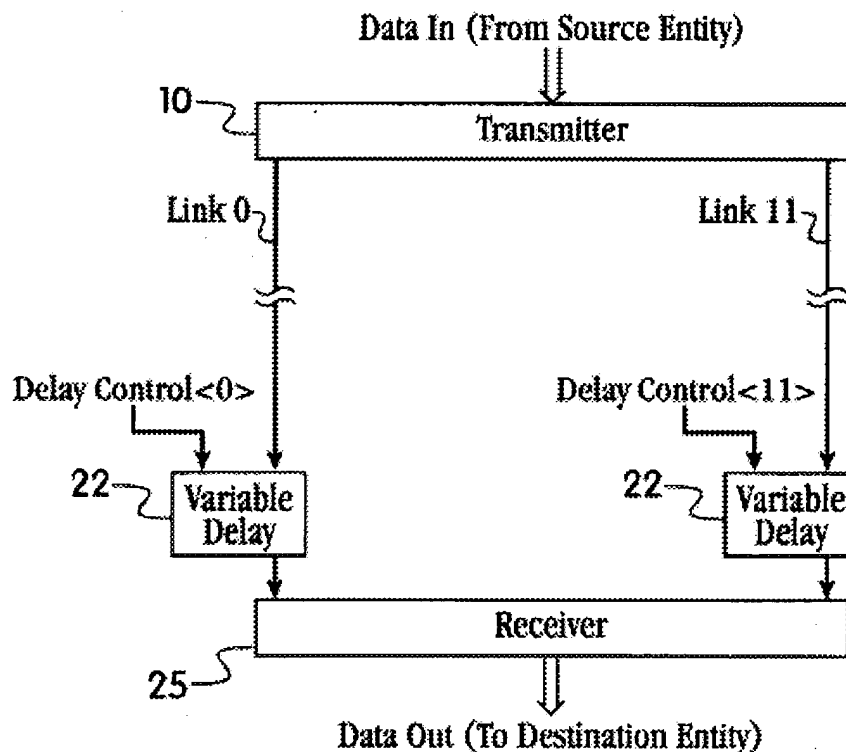 Data In (From Source Entity)
10
Transmitter
Link 0
Link 11
Delay Control<0>
Delay Control<11>
22
Variable
Delay
22
Variable
Delay
Receiver
25
Data Out (To Destination Entity)